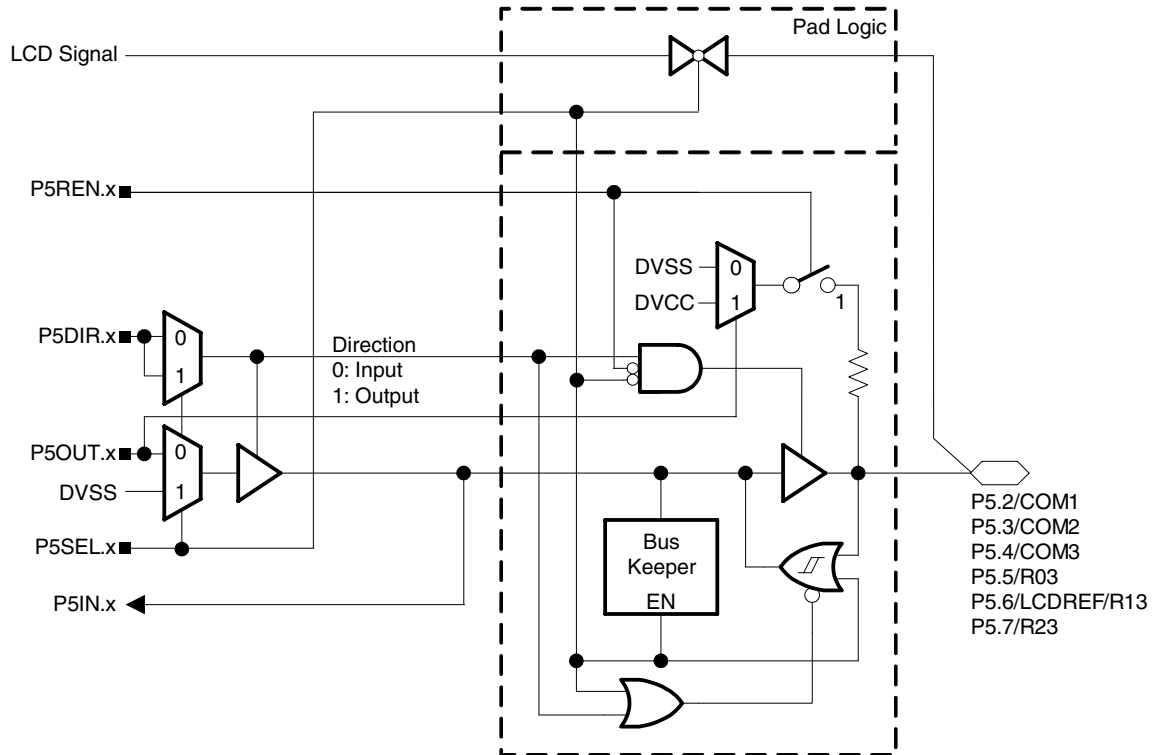 Pad Logic
LCD Signal
P5REN.x
DVSS
0
DVCC
1
1
P5DIR.x
0
1
Direction
0: Input
1: Output
P5OUT.x
0
DVSS
1
P5SEL.x
P5IN.x
Bus
Keeper
EN
P5.2/COM1
P5.3/COM2
P5.4/COM3
P5.5/R03
P5.6/LCDREF/R13
P5.7/R23